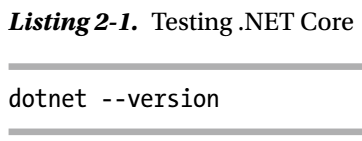 Listing 2-1. Testing .NET Core
dotnet --version